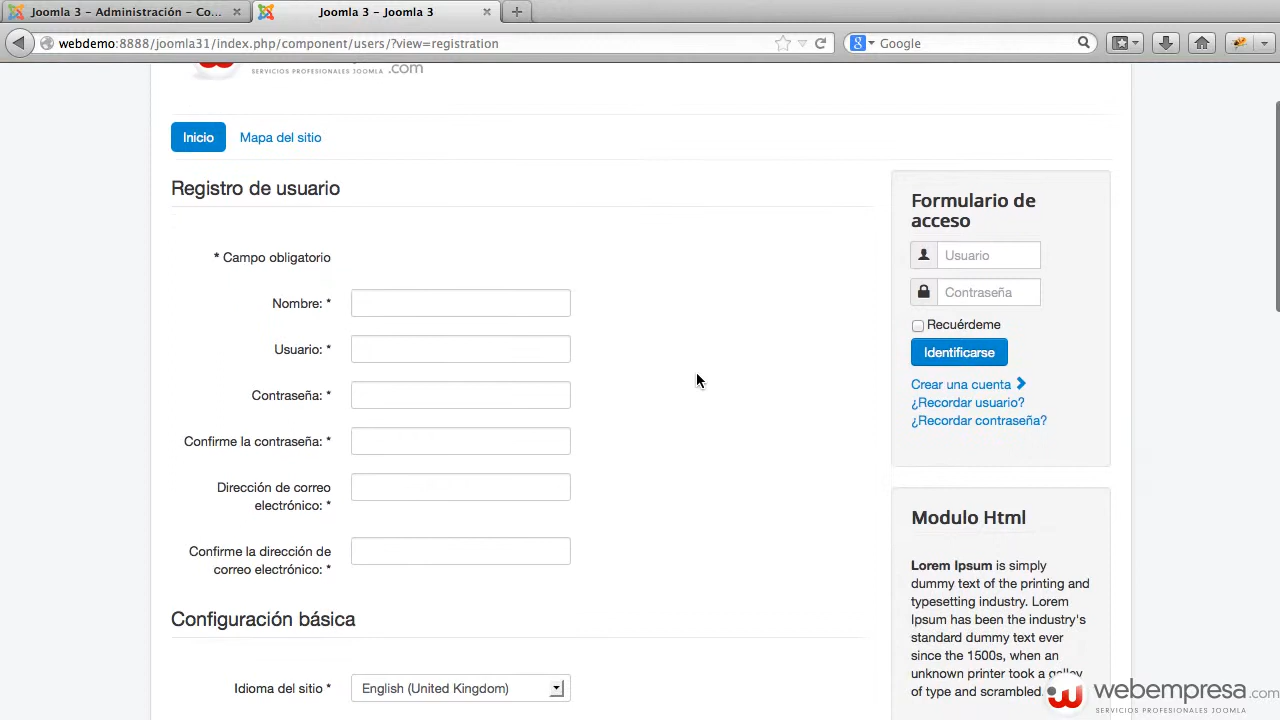 Joomla 3 - Administración - Co...
Joomla 3 - Joomla 3
webdemo:8888/joomla31/index.php/component/users/?view=registration
Google
SERVICIOS PROFESIONALES JOOMLA .com
Inicio
Mapa del sitio
Registro de usuario
* Campo obligatorio
Nombre: *
Usuario: *
Contraseña: *
Confirme la contraseña: *
Dirección de correo
electrónico: *
Confirme la dirección de
correo electrónico: *
Configuración básica
Idioma del sitio *
English (United Kingdom)
Formulario de
acceso
Usuario
Contraseña
Recuérdeme
Identificarse
Crear una cuenta
¿Recordar usuario?
¿Recordar contraseña?
Modulo Html
Lorem Ipsum is simply
dummy text of the printing and
typesetting industry. Lorem
Ipsum has been the industry's
standard dummy text ever
since the 1500s, when an
unknown printer took a galley
of type and scrambled
webempresa.com
SERVICIOS PROFESIONALES JOOMLA